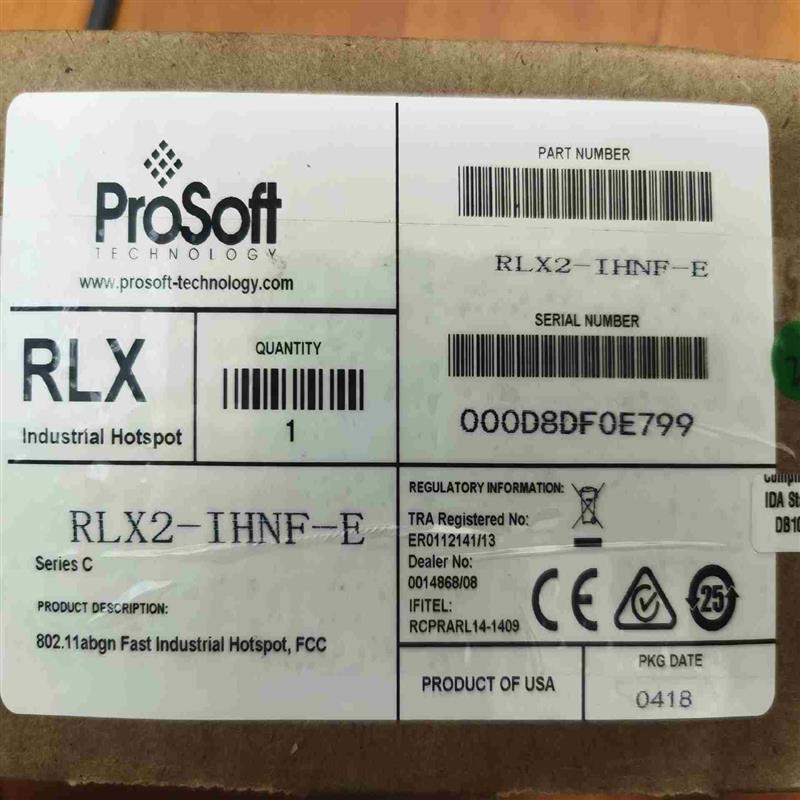 ProSoft
TECHNOLOGY
www.prosoft-technology.com
RLX
Industrial Hotspot
QUANTITY
1
PART NUMBER
RLX2-IHNF-E
SERIAL NUMBER
000D8DF0E799
RLX2-IHNF-E
Series C
PRODUCT DESCRIPTION:
802.11abgn Fast Industrial Hotspot, FCC
REGULATORY INFORMATION:
TRA Registered No:
ER0112141/13
Dealer No:
0014868/08
IFITEL:
RCPRARL14-1409
CE
25
PRODUCT OF USA
PKG DATE
0418
IDA